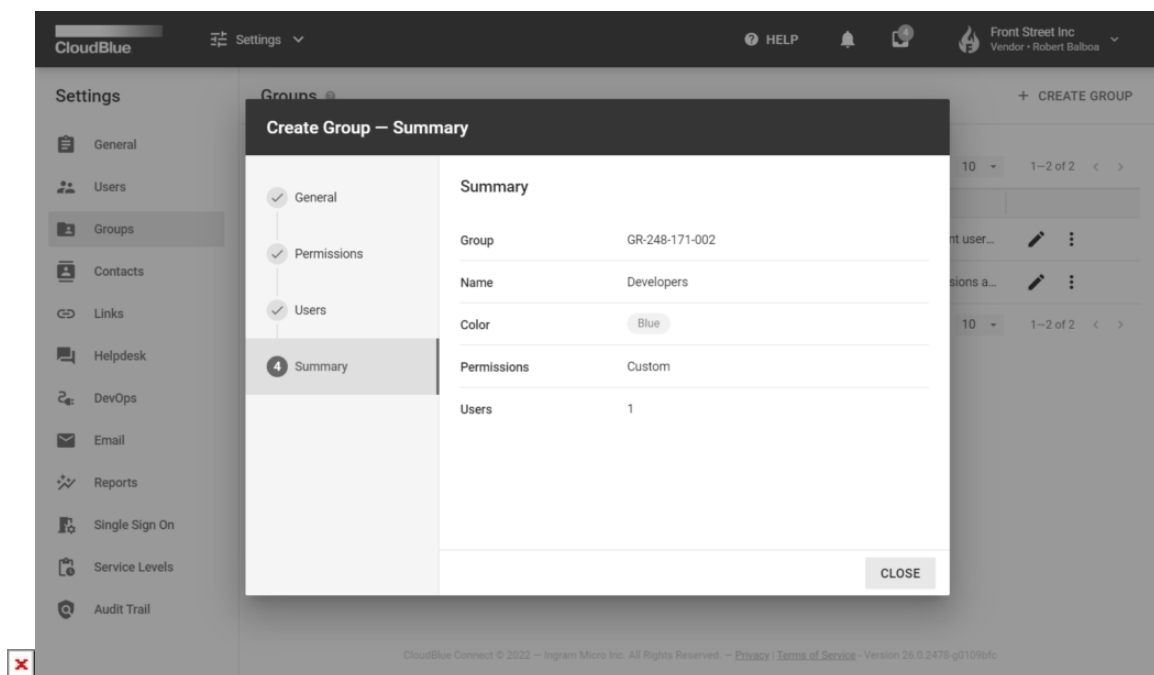 CloudBlue
Settings
HELP
4
Front Street Inc
Vendor • Robert Balboa
Settings
Groups
+ CREATE GROUP
General
Users
Groups
Contacts
Links
Helpdesk
DevOps
Email
Reports
Single Sign On
Service Levels
Audit Trail
10
1–2 of 2
nt user...
sions a...
10
1–2 of 2
Create Group — Summary
General
Permissions
Users
4 Summary
Summary
Group GR-248-171-002
Name Developers
Color Blue
Permissions Custom
Users 1
CLOSE
CloudBlue Connect © 2022 — Ingram Micro Inc. All Rights Reserved. — Privacy | Terms of Service - Version 26.0.2478-g0109bfc